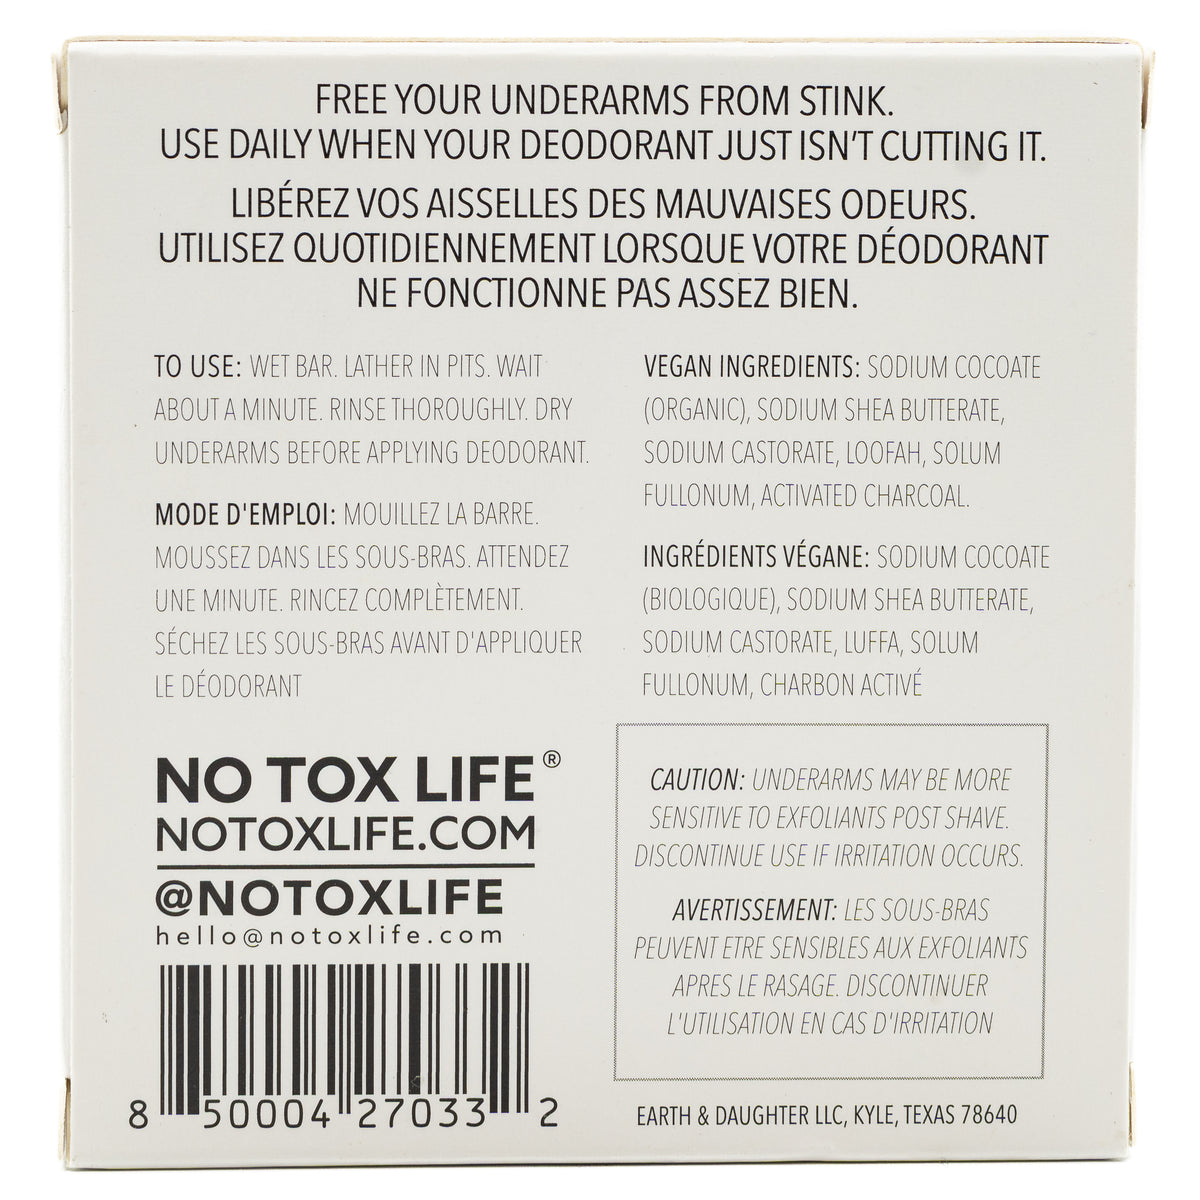 FREE YOUR UNDERARMS FROM STINK.
USE DAILY WHEN YOUR DEODORANT JUST ISN'T CUTTING IT.
LIBÉREZ VOS AISSELLES DES MAUVAISES ODEURS.
UTILISEZ QUOTIDIENNEMENT LORSQUE VOTRE DÉODORANT
NE FONCTIONNE PAS ASSEZ BIEN.
TO USE: WET BAR. LATHER IN PITS. WAIT
ABOUT A MINUTE. RINSE THOROUGHLY. DRY
UNDERARMS BEFORE APPLYING DEODORANT.
MODE D'EMPLOI: MOUILLEZ LA BARRE.
MOUSSEZ DANS LES SOUS-BRAS. ATTENDEZ
UNE MINUTE. RINCEZ COMPLÈTEMENT.
SÉCHEZ LES SOUS-BRAS AVANT D'APPLIQUER
LE DÉODORANT
VEGAN INGREDIENTS: SODIUM COCOATE
(ORGANIC), SODIUM SHEA BUTTERATE,
SODIUM CASTORATE, LOOFAH, SOLUM
FULLONUM, ACTIVATED CHARCOAL.
INGRÉDIENTS VÉGANE: SODIUM COCOATE
(BIOLOGIQUE), SODIUM SHEA BUTTERATE,
SODIUM CASTORATE, LUFFA, SOLUM
FULLONUM, CHARBON ACTIVÉ
NO TOX LIFE®
NOTOXLIFE.COM
@NOTOXLIFE
hello@notoxlife.com
8 50004 27033 2
CAUTION: UNDERARMS MAY BE MORE
SENSITIVE TO EXFOLIANTS POST SHAVE.
DISCONTINUE USE IF IRRITATION OCCURS.
AVERTISSEMENT: LES SOUS-BRAS
PEUVENT ETRE SENSIBLES AUX EXFOLIANTS
APRES LE RASAGE. DISCONTINUER
L'UTILISATION EN CAS D'IRRITATION
EARTH & DAUGHTER LLC, KYLE, TEXAS 78640